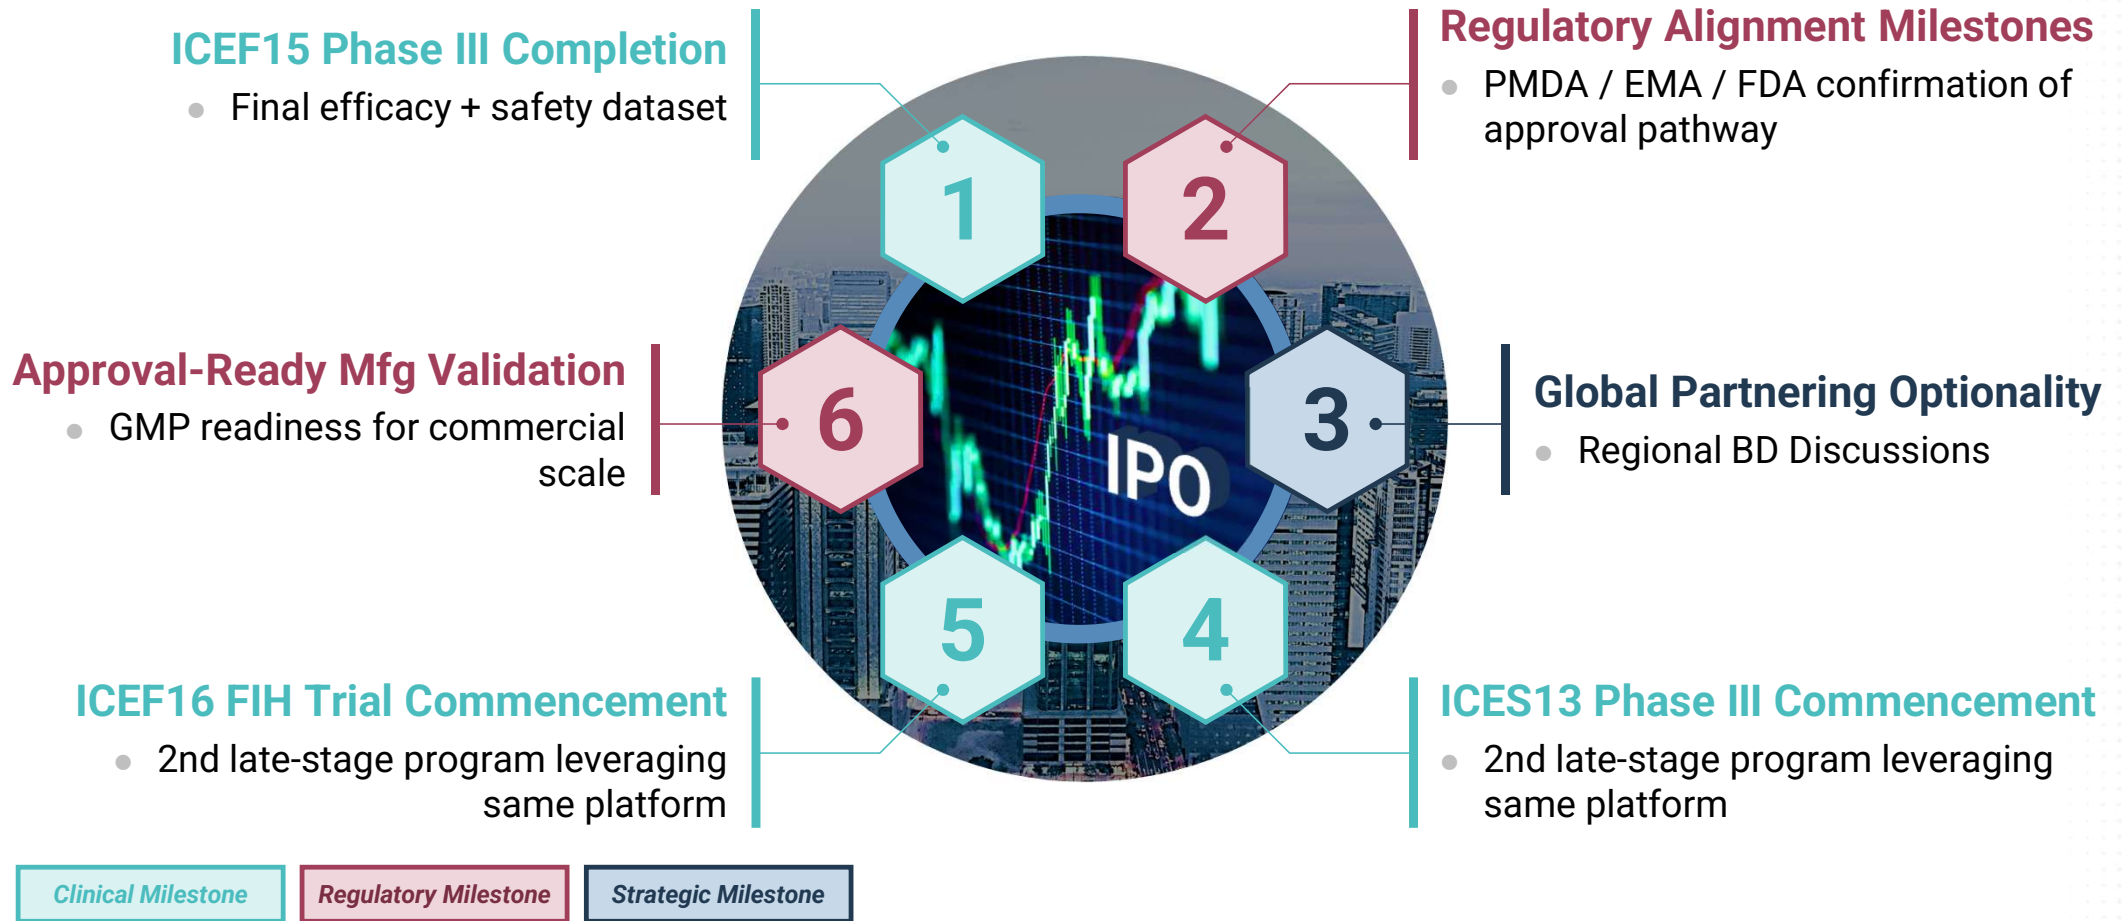 ICEF15 Phase III Completion
Final efficacy + safety dataset
1
Regulatory Alignment Milestones
PMDA / EMA / FDA confirmation of
approval pathway
2
Global Partnering Optionality
Regional BD Discussions
3
ICES13 Phase III Commencement
2nd late-stage program leveraging
same platform
4
ICEF16 FIH Trial Commencement
2nd late-stage program leveraging
same platform
5
Approval-Ready Mfg Validation
GMP readiness for commercial
scale
6
IPO
Clinical Milestone
Regulatory Milestone
Strategic Milestone